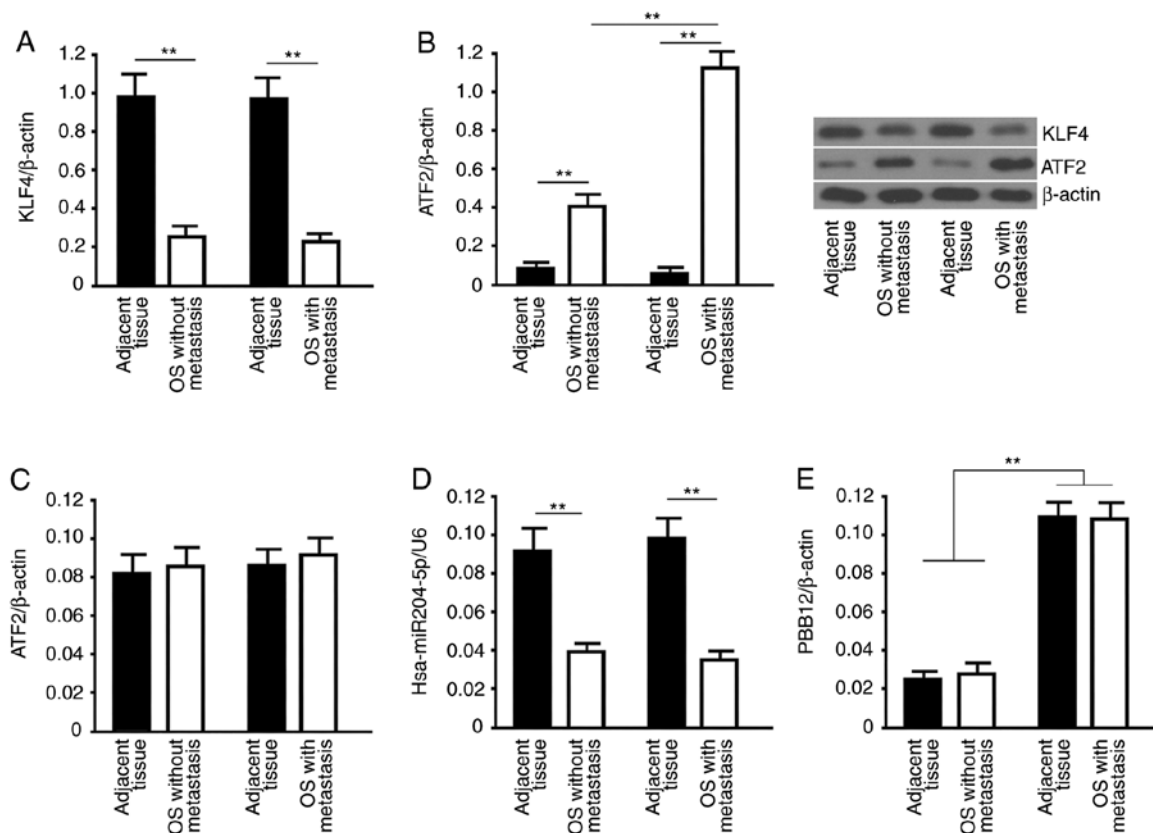 A
KLF4/β-actin
1.2
1.0
0.8
0.6
0.4
0.2
0
**
**
Adjacent
tissue
OS without
metastasis
Adjacent
tissue
OS with
metastasis
B
ATF2/β-actin
1.2
1.0
0.8
0.6
0.4
0.2
0
**
**
**
Adjacent
tissue
OS without
metastasis
Adjacent
tissue
OS with
metastasis
KLF4
ATF2
β-actin
Adjacent
tissue
OS without
metastasis
Adjacent
tissue
OS with
metastasis
C
ATF2/β-actin
0.12
0.10
0.08
0.06
0.04
0.02
0
Adjacent
tissue
OS without
metastasis
Adjacent
tissue
OS with
metastasis
D
Hsa-miR204-5p/U6
0.12
0.10
0.08
0.06
0.04
0.02
0
**
**
Adjacent
tissue
OS without
metastasis
Adjacent
tissue
OS with
metastasis
E
PBB12/β-actin
0.12
0.10
0.08
0.06
0.04
0.02
0
**
Adjacent
tissue
OS without
metastasis
Adjacent
tissue
OS with
metastasis